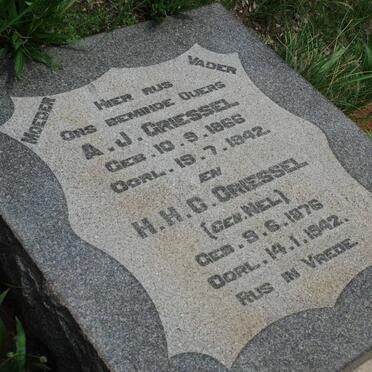 MOEDER
VADER
HIER RUS
ONS BEMINDE OUERS
A. J. GRIESSEL
GEB. 10. 9. 1866
OORL. 19. 7. 1942.
EN
H. H. C. GRIESSEL
(GEB. NEL)
GEB. 9. 6. 1876
OORL. 14. 1. 1942.
RUS IN VREDE.